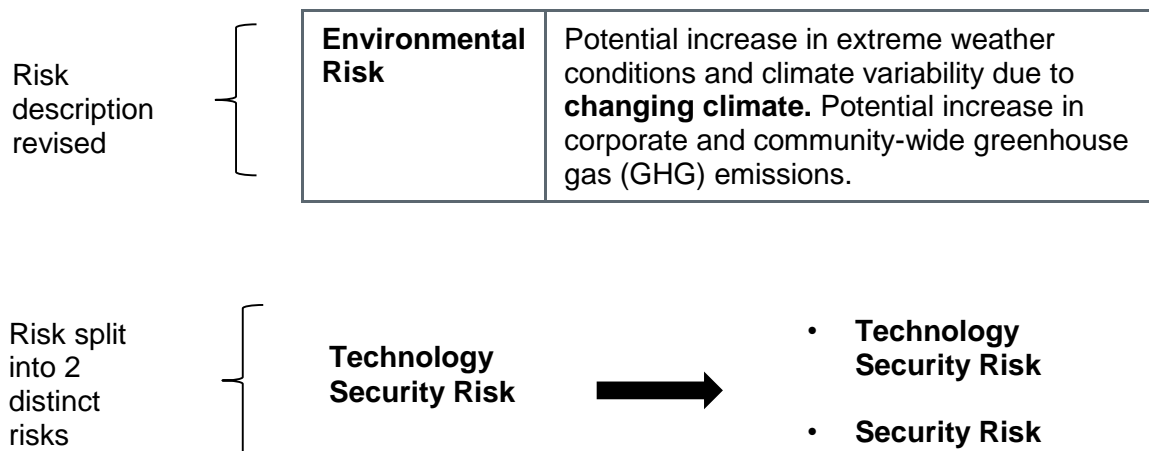 Risk
description
revised
Environmental
Risk
Potential increase in extreme weather
conditions and climate variability due to
changing climate. Potential increase in
corporate and community-wide greenhouse
gas (GHG) emissions.
Risk split
into 2
distinct
risks
Technology
Security Risk
• Technology
Security Risk
• Security Risk